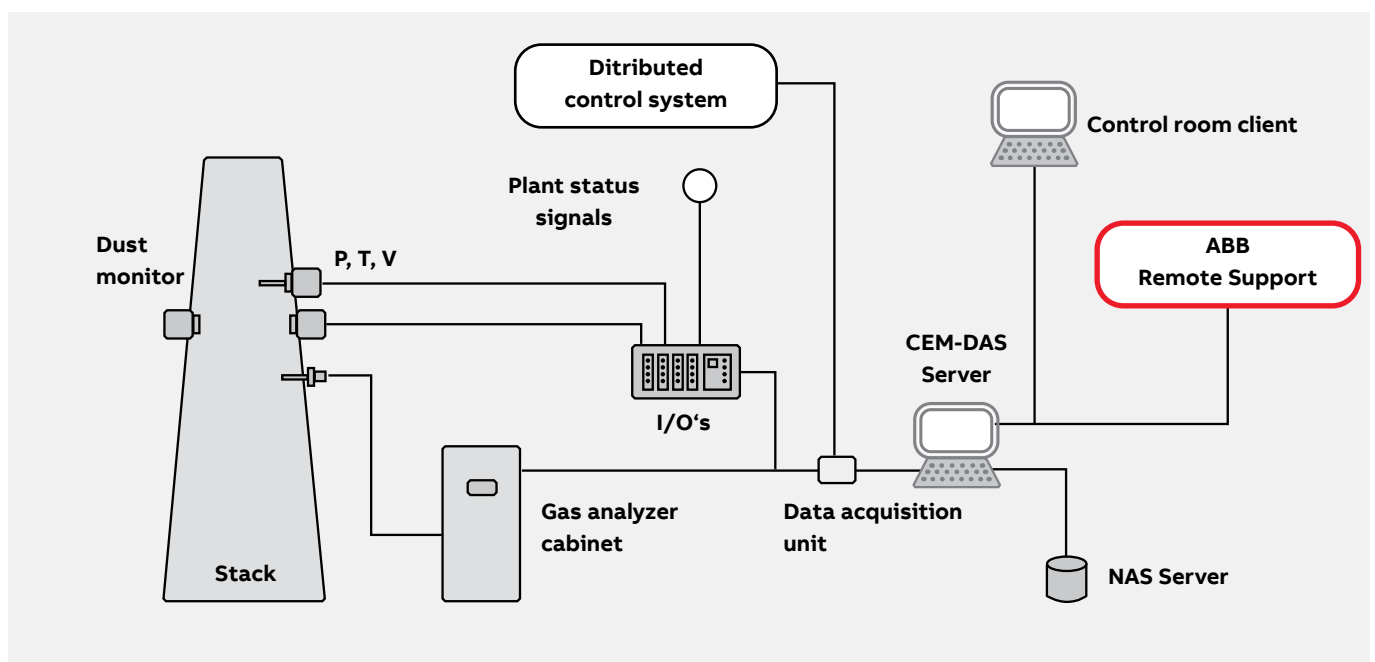 Ditributed
control system
Control room client
Plant status
signals
Dust
monitor
P, T, V
ABB
Remote Support
CEM-DAS
Server
I/O‘s
Gas analyzer
cabinet
Data acquisition
unit
Stack
NAS Server